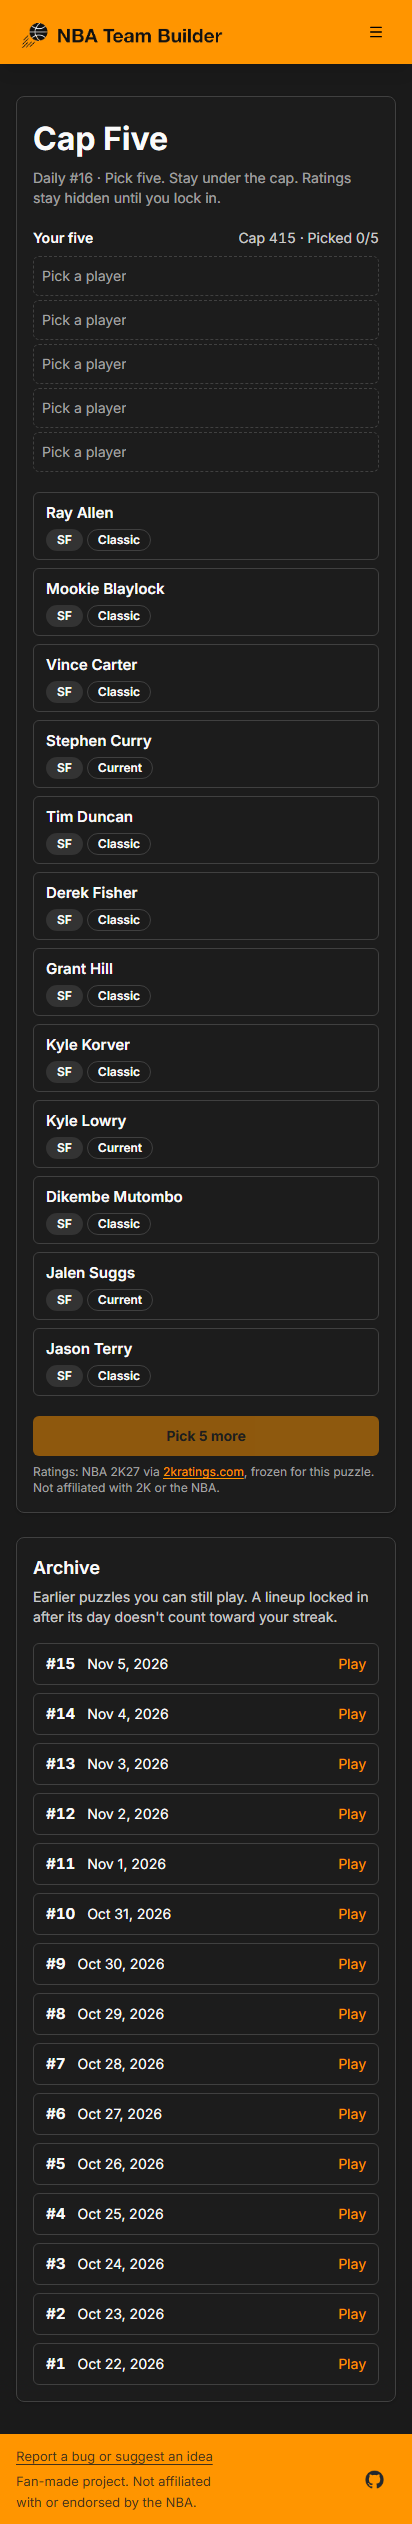 NBA Team Builder
Cap Five
Daily #16 · Pick five. Stay under the cap. Ratings
stay hidden until you lock in.
Your five
Cap 415 · Picked 0/5
Pick a player
Pick a player
Pick a player
Pick a player
Pick a player
Ray Allen
SF Classic
Mookie Blaylock
SF Classic
Vince Carter
SF Classic
Stephen Curry
SF Current
Tim Duncan
SF Classic
Derek Fisher
SF Classic
Grant Hill
SF Classic
Kyle Korver
SF Classic
Kyle Lowry
SF Current
Dikembe Mutombo
SF Classic
Jalen Suggs
SF Current
Jason Terry
SF Classic
Pick 5 more
Ratings: NBA 2K27 via 2kratings.com, frozen for this puzzle.
Not affiliated with 2K or the NBA.
Archive
Earlier puzzles you can still play. A lineup locked in
after its day doesn't count toward your streak.
#15 Nov 5, 2026 Play
#14 Nov 4, 2026 Play
#13 Nov 3, 2026 Play
#12 Nov 2, 2026 Play
#11 Nov 1, 2026 Play
#10 Oct 31, 2026 Play
#9 Oct 30, 2026 Play
#8 Oct 29, 2026 Play
#7 Oct 28, 2026 Play
#6 Oct 27, 2026 Play
#5 Oct 26, 2026 Play
#4 Oct 25, 2026 Play
#3 Oct 24, 2026 Play
#2 Oct 23, 2026 Play
#1 Oct 22, 2026 Play
Report a bug or suggest an idea
Fan-made project. Not affiliated
with or endorsed by the NBA.